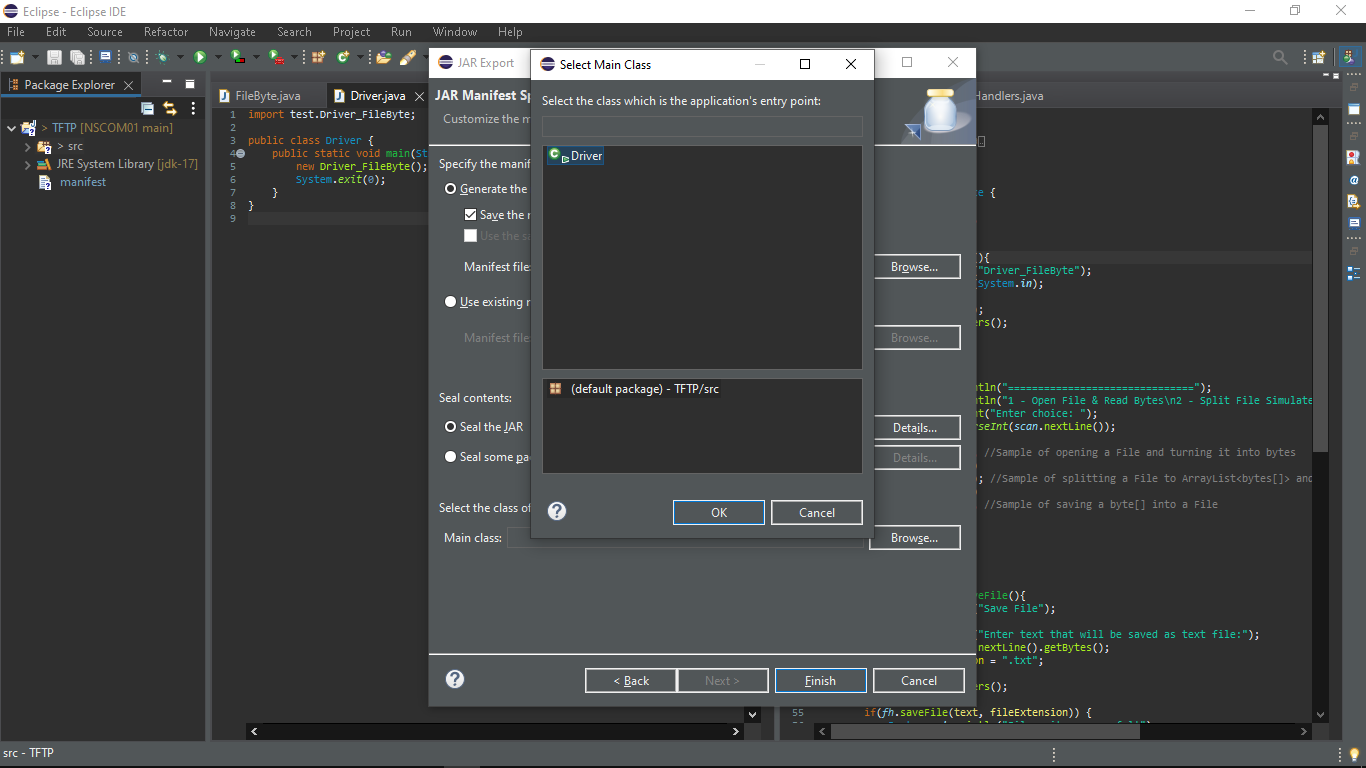 Eclipse - Eclipse IDE
File Edit Source Refactor Navigate Search Project Run Window Help
Package Explorer
TFTP [NSCOM01 main]
> src
JRE System Library [jdk-17]
manifest
FileByte.java
Driver.java
1 import test.Driver_FileByte;
2
3 public class Driver {
4 public static void main(St
5 new Driver_FileByte();
6 System.exit(0);
7 }
8 }
9
JAR Export
JAR Manifest Sp
Customize the m
Specify the manif
Generate the
Save the
Use the s
Manifest file:
Browse...
Use existing
Manifest file
Browse...
Seal contents:
Seal the JAR
Details...
Seal some pa
Details...
Select the class of
Main class:
Browse...
< Back
Next >
Finish
Cancel
Select Main Class
Select the class which is the application's entry point:
Driver
(default package) - TFTP/src
OK
Cancel
Handlers.java
e {
(){
"Driver_FileByte");
System.in);
;
ers();
ntln("===============================");
ntln("1 - Open File & Read Bytes\n2 - Split File Simulate
nt("Enter choice: ");
rseInt(scan.nextLine());
//Sample of opening a File and turning it into bytes
; //Sample of splitting a File to ArrayList<bytes[]> and
//Sample of saving a byte[] into a File
veFile(){
"Save File");
"Enter text that will be saved as text file:");
nextLine().getBytes();
on = ".txt";
ers();
55 if(fh.saveFile(text, fileExtension)) {
src - TFTP